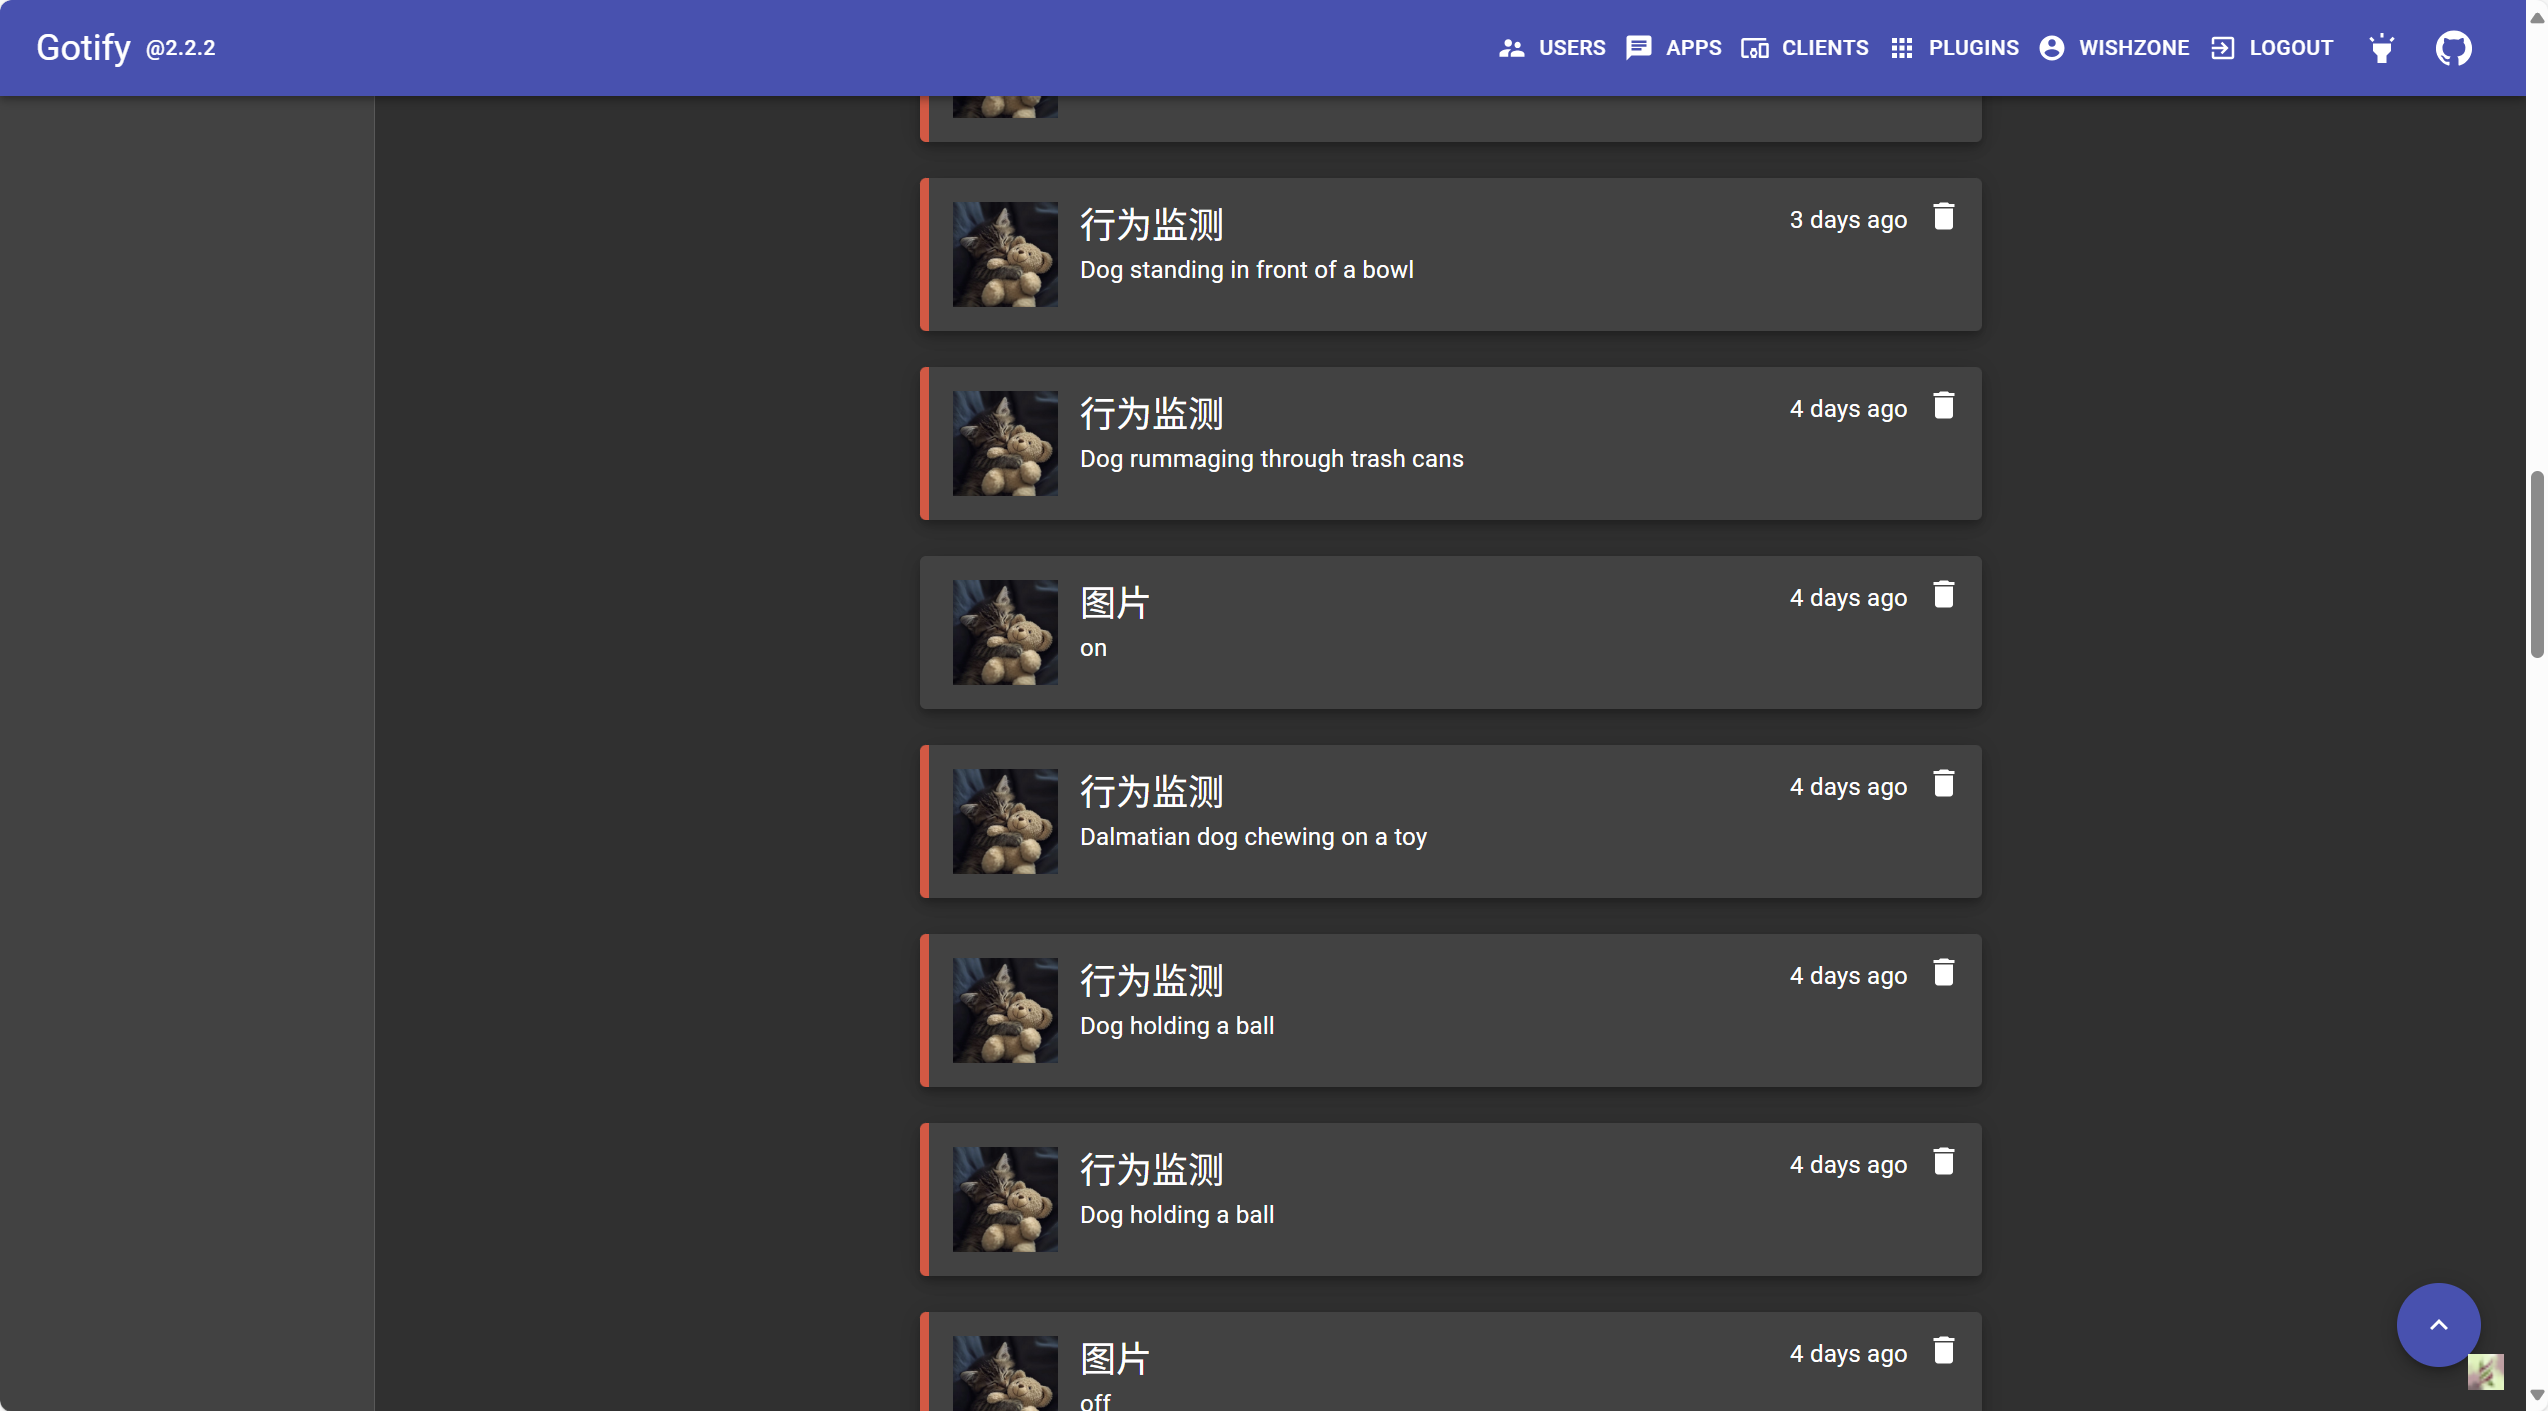 Gotify @2.2.2
USERS APPS CLIENTS PLUGINS WISHZONE LOGOUT
行为监测 3 days ago
Dog standing in front of a bowl
行为监测 4 days ago
Dog rummaging through trash cans
图片 4 days ago
on
行为监测 4 days ago
Dalmatian dog chewing on a toy
行为监测 4 days ago
Dog holding a ball
行为监测 4 days ago
Dog holding a ball
图片 4 days ago
off